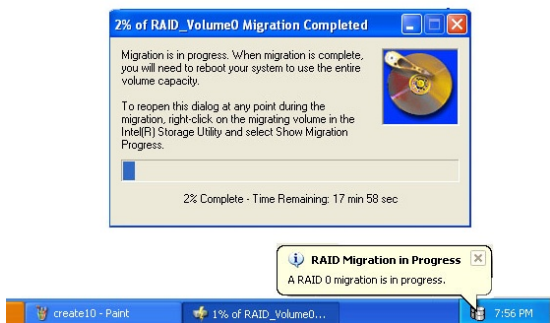 2% of RAID_Volume0 Migration Completed
Migration is in progress. When migration is complete,
you will need to reboot your system to use the entire
volume capacity.
To reopen this dialog at any point during the
migration, right-click on the migrating volume in the
Intel(R) Storage Utility and select Show Migration
Progress.
2% Complete - Time Remaining: 17 min 58 sec
RAID Migration in Progress
A RAID 0 migration is in progress.
create10 - Paint
1% of RAID_Volume0...
7:56 PM